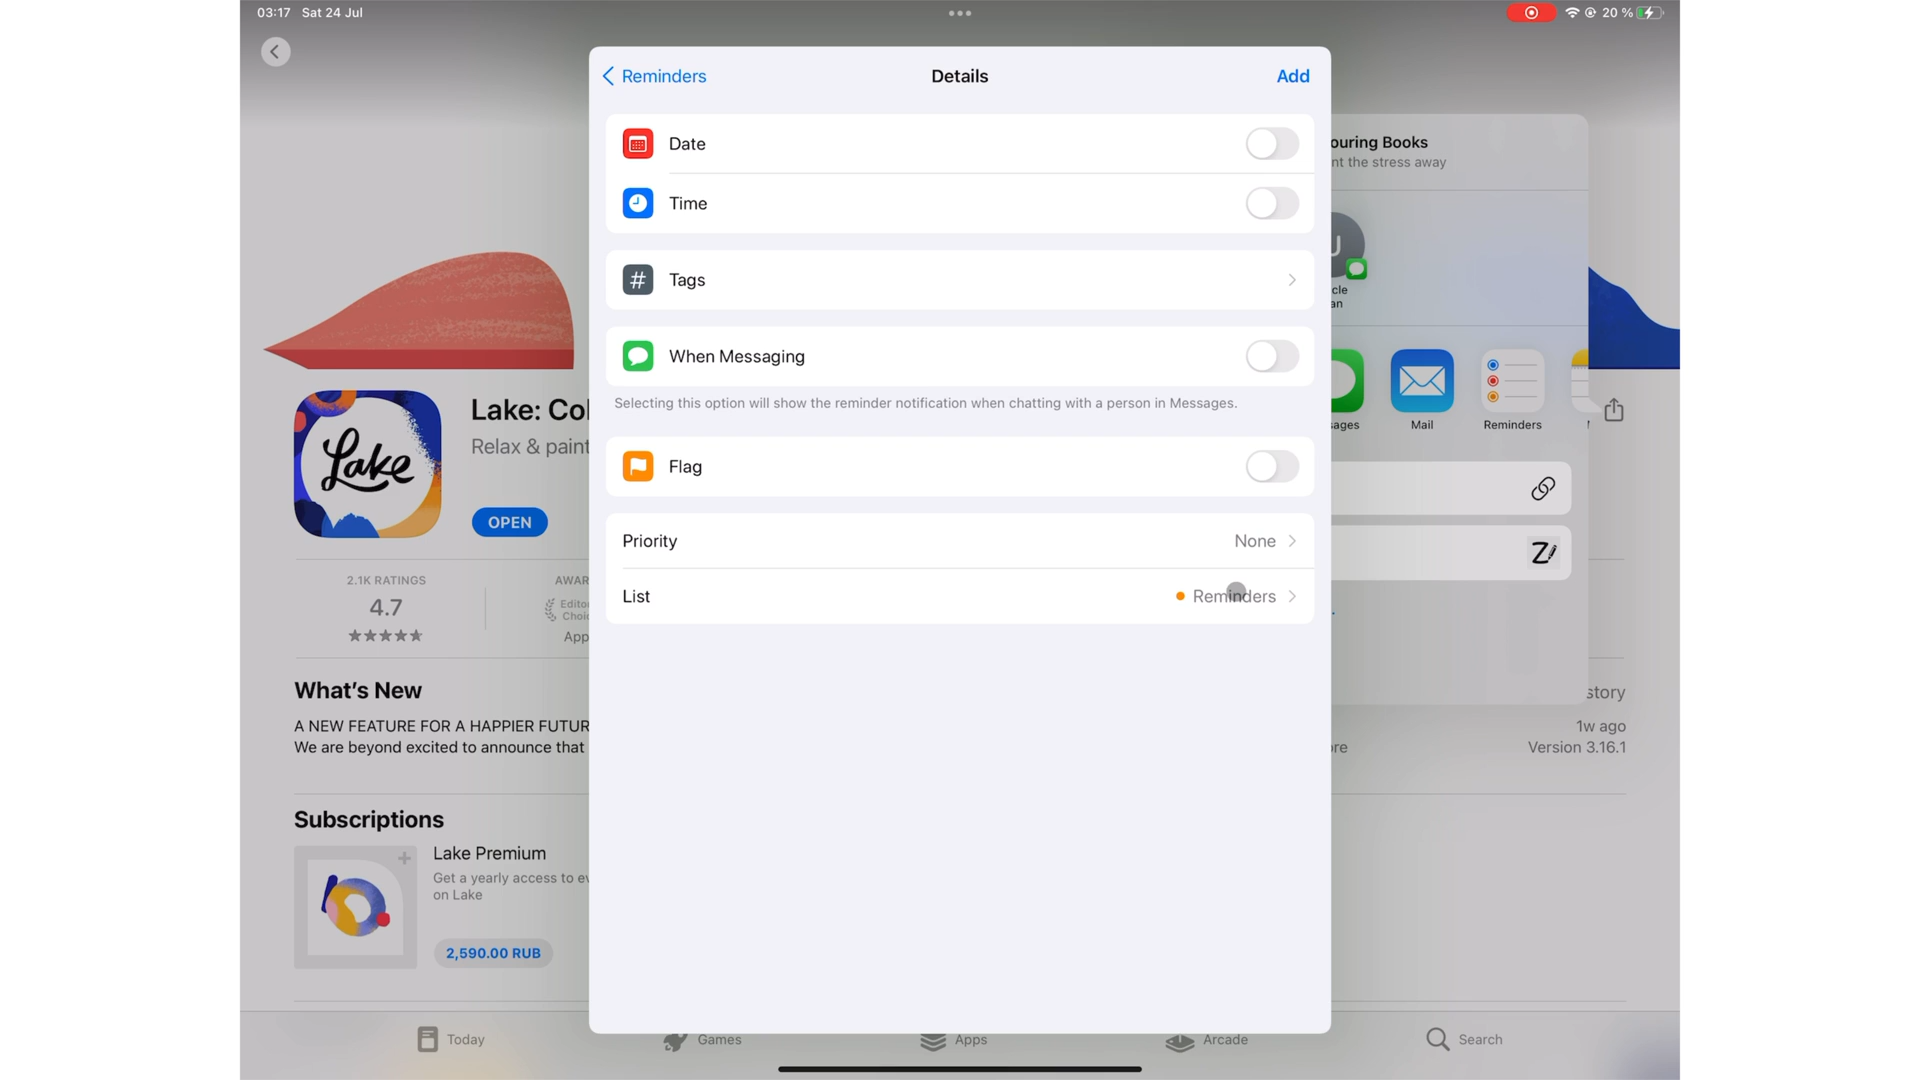 03:17 Sat 24 Jul
20 %
Reminders
Details
Add
Date
Time
Tags
When Messaging
Selecting this option will show the reminder notification when chatting with a person in Messages.
Flag
Priority
None
List
Reminders
ouring Books
nt the stress away
J
cle
an
sages
Mail
Reminders
Lake
Lake: Col
Relax & paint
OPEN
2.1K RATINGS
4.7
AWAR
Edito
Choic
App
What's New
story
A NEW FEATURE FOR A HAPPIER FUTUR
1w ago
We are beyond excited to announce that
ore
Version 3.16.1
Subscriptions
Lake Premium
Get a yearly access to ev
on Lake
2,590.00 RUB
Today
Games
Apps
Arcade
Search